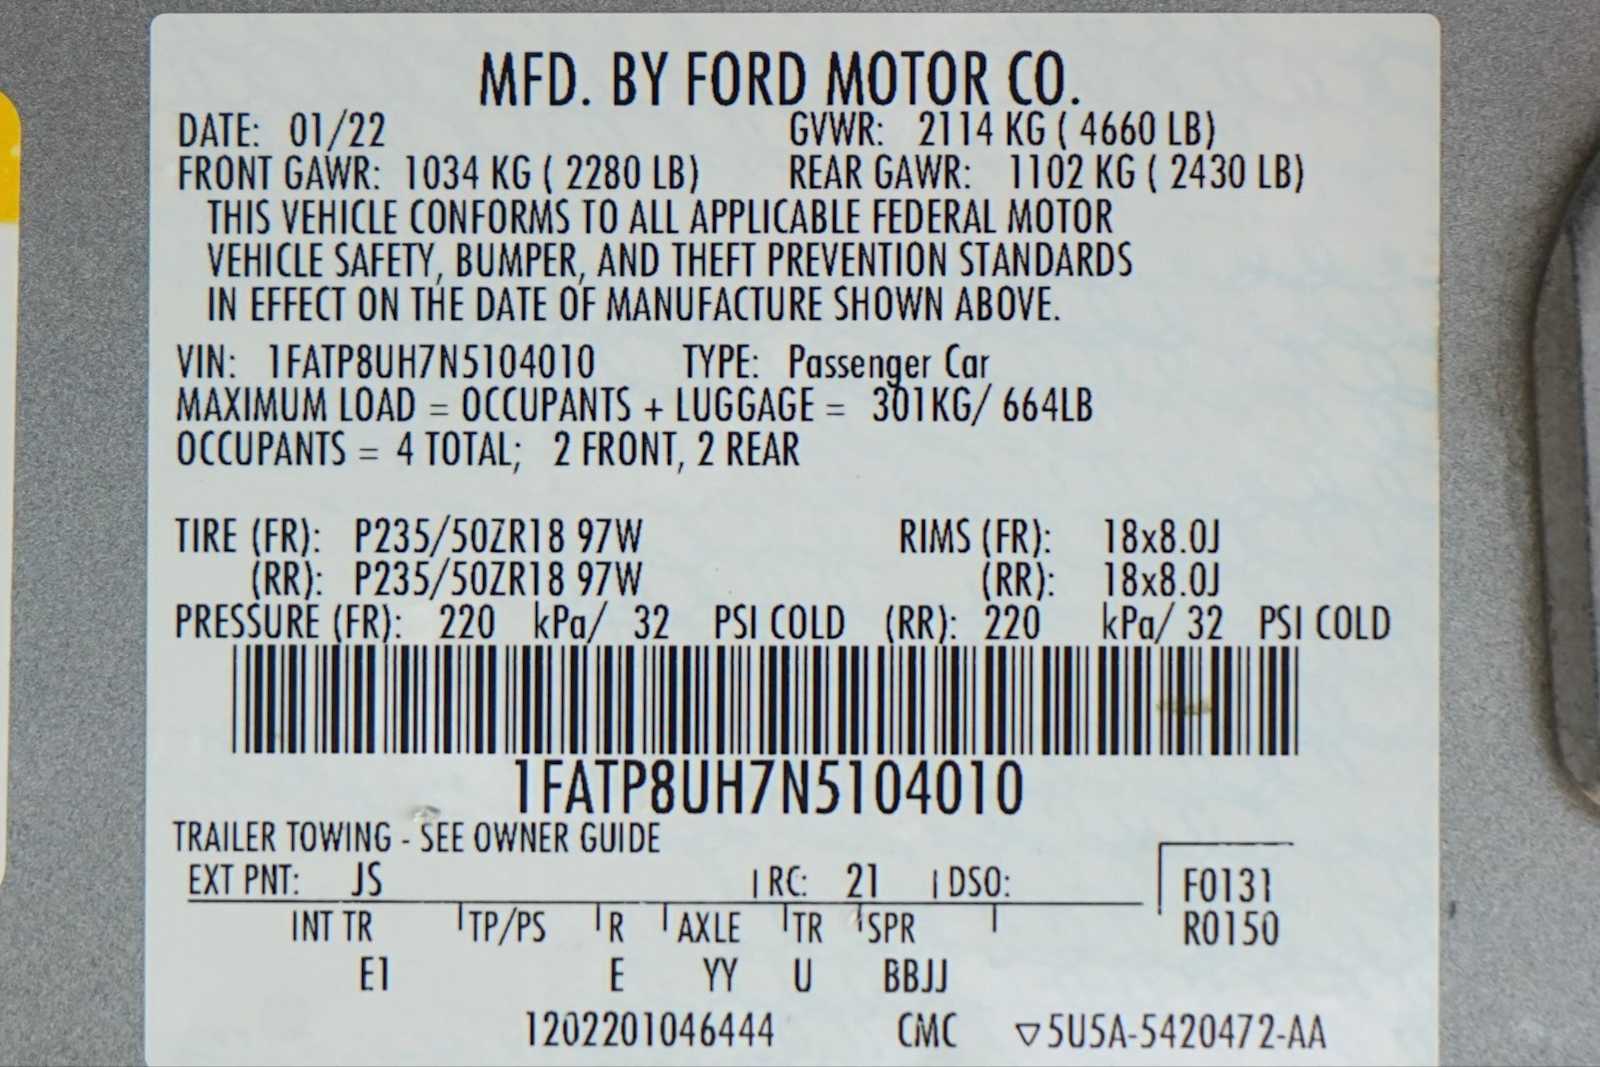 MFD. BY FORD MOTOR CO.
DATE: 01/22 GVWR: 2114 KG ( 4660 LB)
FRONT GAWR: 1034 KG ( 2280 LB) REAR GAWR: 1102 KG ( 2430 LB)
THIS VEHICLE CONFORMS TO ALL APPLICABLE FEDERAL MOTOR
VEHICLE SAFETY, BUMPER, AND THEFT PREVENTION STANDARDS
IN EFFECT ON THE DATE OF MANUFACTURE SHOWN ABOVE.
VIN: 1FATP8UH7N5104010 TYPE: Passenger Car
MAXIMUM LOAD = OCCUPANTS + LUGGAGE = 301KG/ 664LB
OCCUPANTS = 4 TOTAL; 2 FRONT, 2 REAR
TIRE (FR): P235/50ZR18 97W RIMS (FR): 18x8.0J
(RR): P235/50ZR18 97W (RR): 18x8.0J
PRESSURE (FR): 220 kPa/ 32 PSI COLD (RR): 220 kPa/ 32 PSI COLD
1FATP8UH7N5104010
TRAILER TOWING - SEE OWNER GUIDE
EXT PNT: JS RC: 21 DSO: F0131
INT TR TP/PS R AXLE TR SPR R0150
E1 E YY U BBJJ
1202201046444 CMC ▽5U5A-5420472-AA